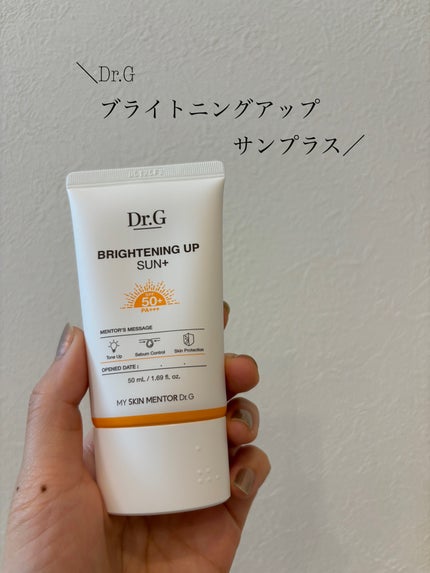 ＼Dr.G
ブライトニングアップ
サンプラス／
Dr.G
BRIGHTENING UP
SUN+
SPF
50+
PA+++
MENTOR'S MESSAGE
Tone Up Sebum Control Skin Protection
OPENED DATE : . .
50 mL / 1.69 fl. oz.
MY SKIN MENTOR Dr.G